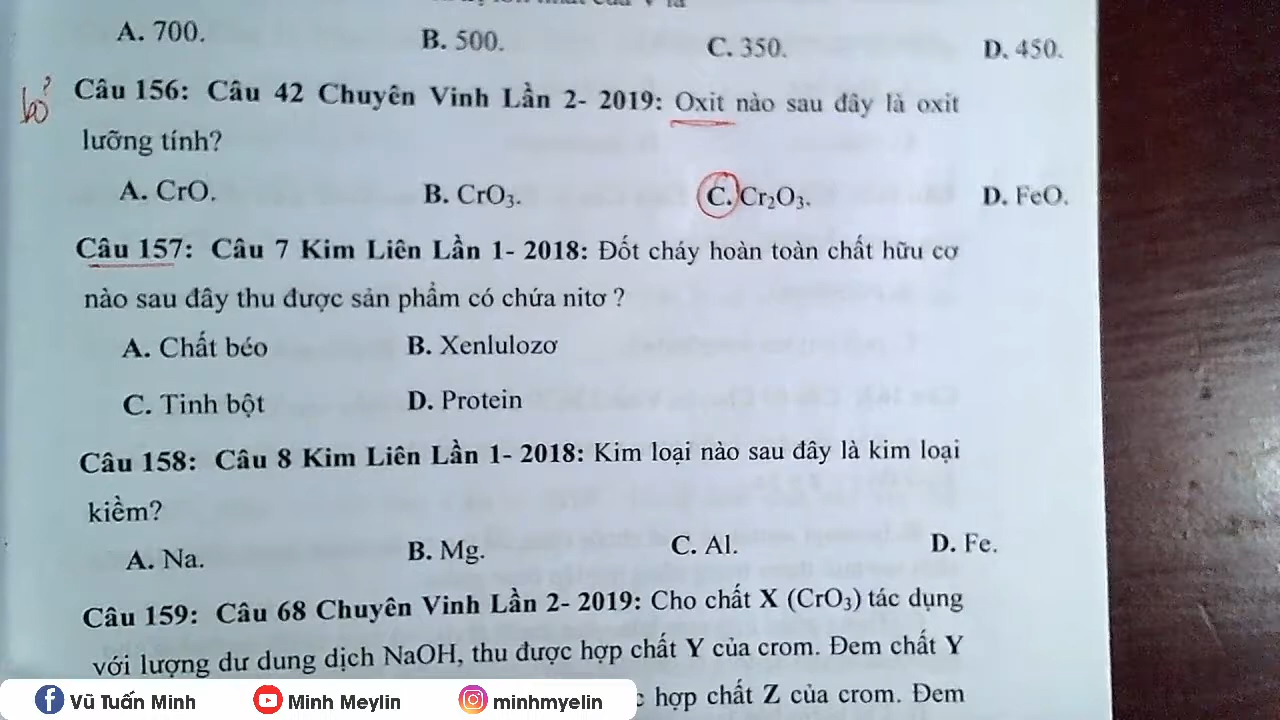 A. 700. B. 500. C. 350. D. 450.
bỏ Câu 156: Câu 42 Chuyên Vinh Lần 2- 2019: Oxit nào sau đây là oxit
lưỡng tính?
A. CrO. B. CrO₃. C. Cr₂O₃. D. FeO.
Câu 157: Câu 7 Kim Liên Lần 1- 2018: Đốt cháy hoàn toàn chất hữu cơ
nào sau đây thu được sản phẩm có chứa nitơ ?
A. Chất béo B. Xenlulozơ
C. Tinh bột D. Protein
Câu 158: Câu 8 Kim Liên Lần 1- 2018: Kim loại nào sau đây là kim loại
kiềm?
A. Na. B. Mg. C. Al. D. Fe.
Câu 159: Câu 68 Chuyên Vinh Lần 2- 2019: Cho chất X (CrO₃) tác dụng
với lượng dư dung dịch NaOH, thu được hợp chất Y của crom. Đem chất Y
hợp chất Z của crom. Đem
Vũ Tuấn Minh Minh Meylin minhmyelin